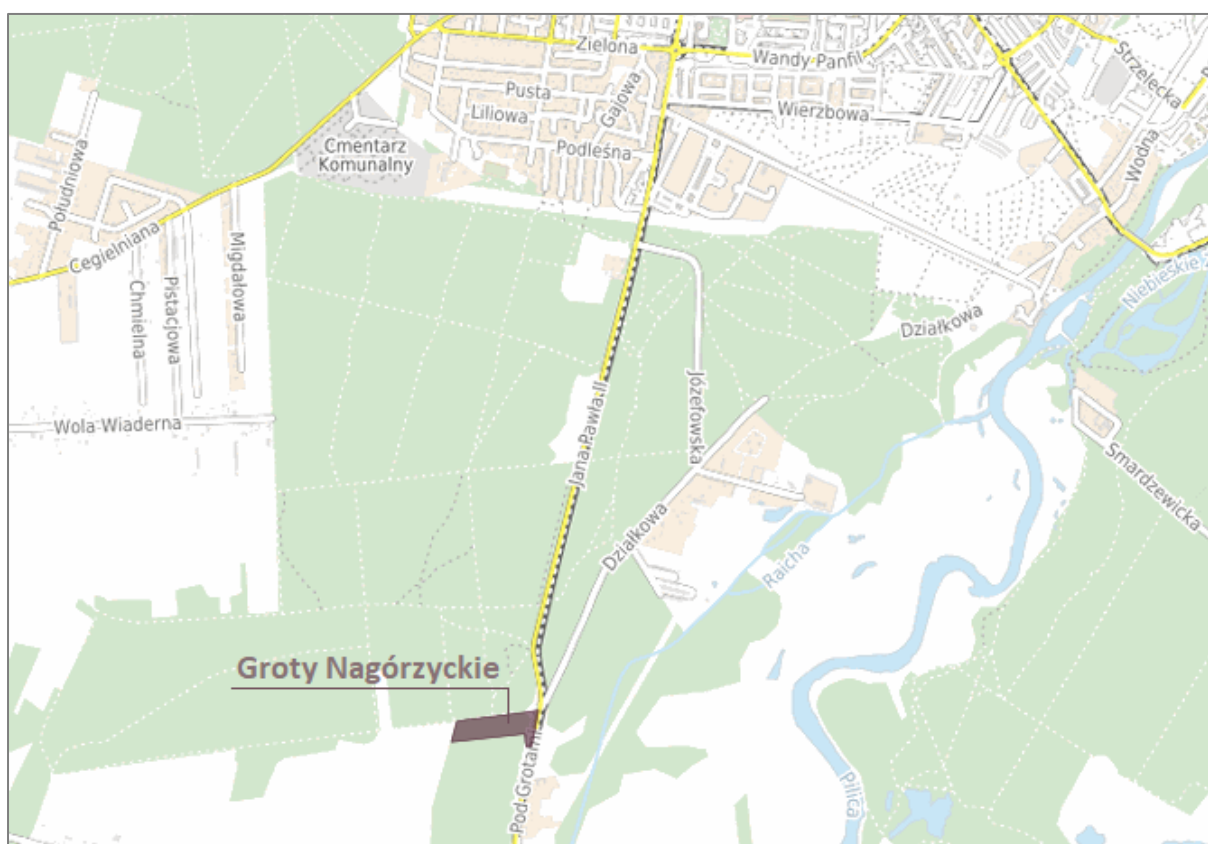 Zielona
Wandy Panfil
Strzelecka
Pusta
Gajowa
Liliowa
Wierzbowa
Cmentarz
Komunalny
Podleśna
Wodna
Południowa
Cegielniana
Migdałowa
Pistacjowa
Chmielna
Niebieskie
Działkowa
Józefowska
Jana Pawła II
Wola Wiaderna
Smardzewicka
Działkowa
Raicha
Groty Nagórzyckie
Pod Grotami
Pilica